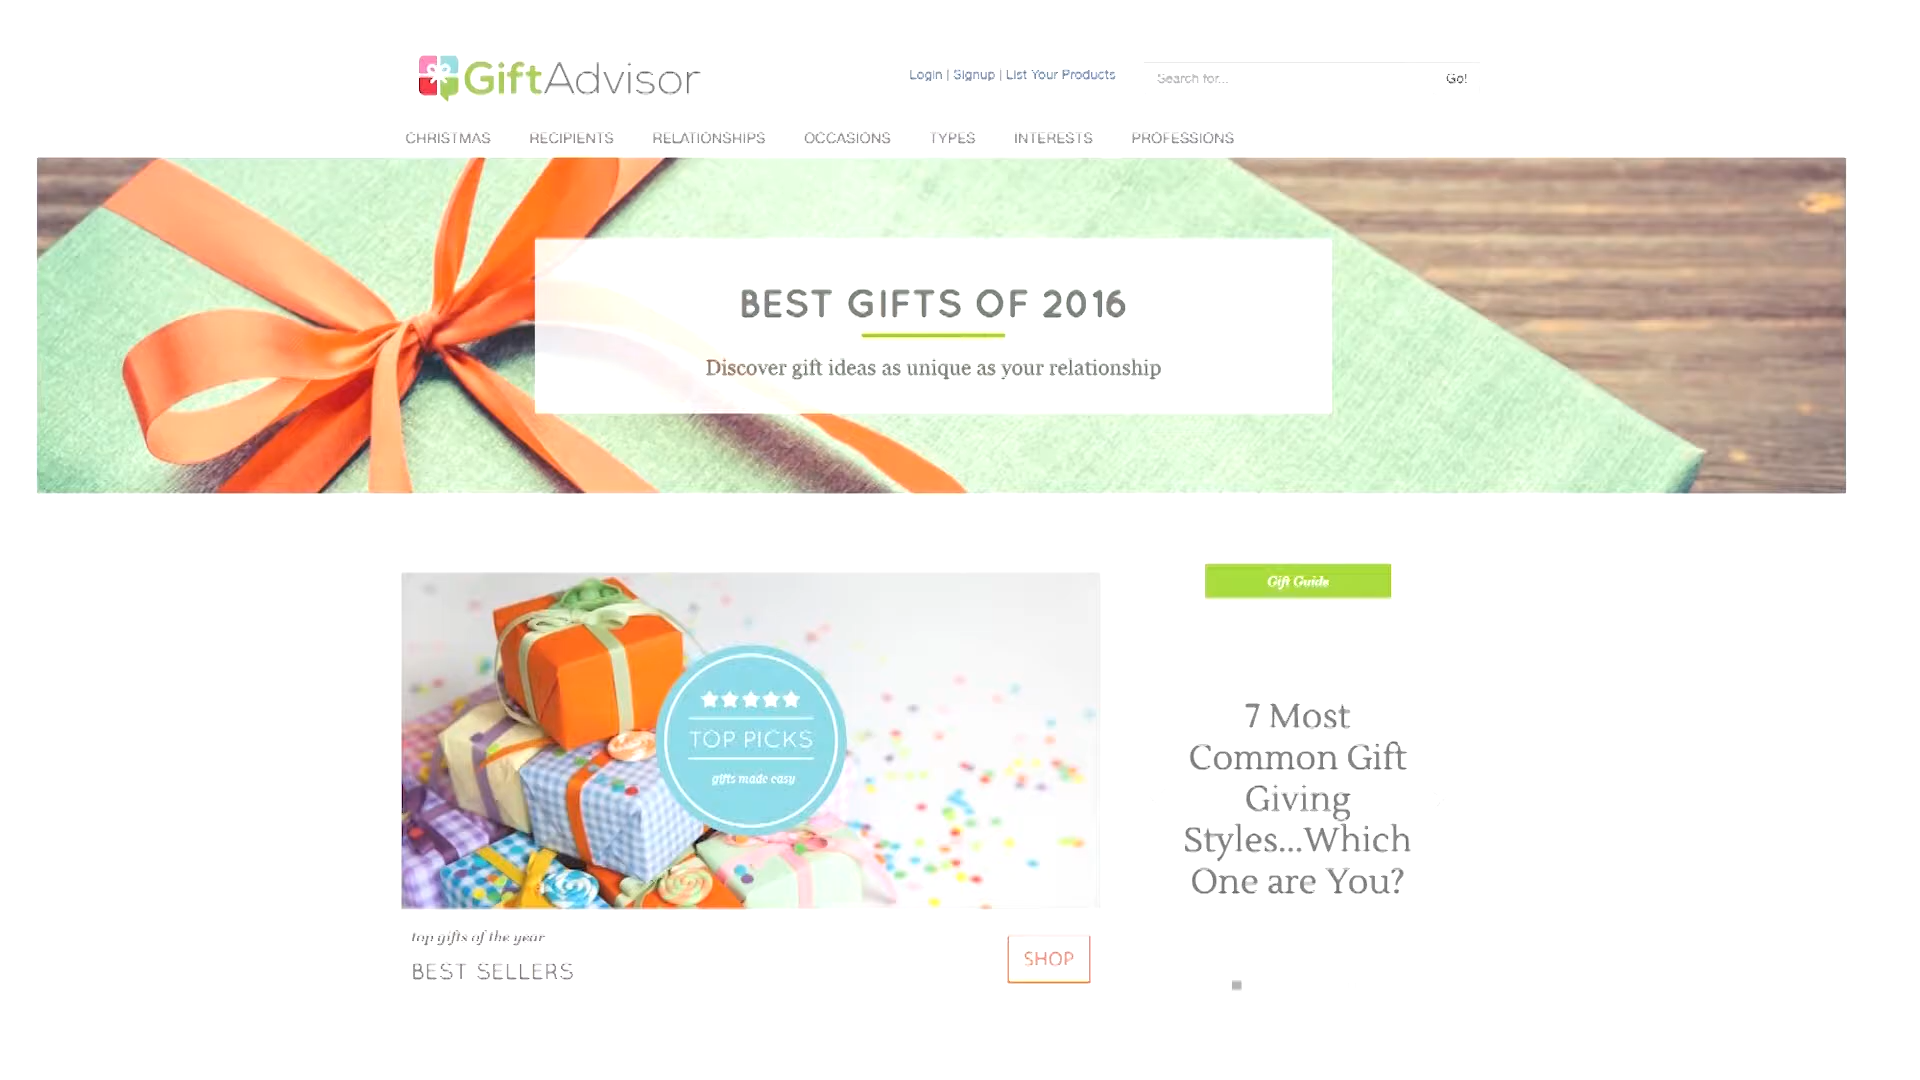 GiftAdvisor
Login | Signup | List Your Products
Search for...
Go!
CHRISTMAS RECIPIENTS RELATIONSHIPS OCCASIONS TYPES INTERESTS PROFESSIONS
BEST GIFTS OF 2016
Discover gift ideas as unique as your relationship
TOP PICKS
gifts made easy
top gifts of the year
BEST SELLERS
SHOP
Gift Guide
7 Most
Common Gift
Giving
Styles...Which
One are You?